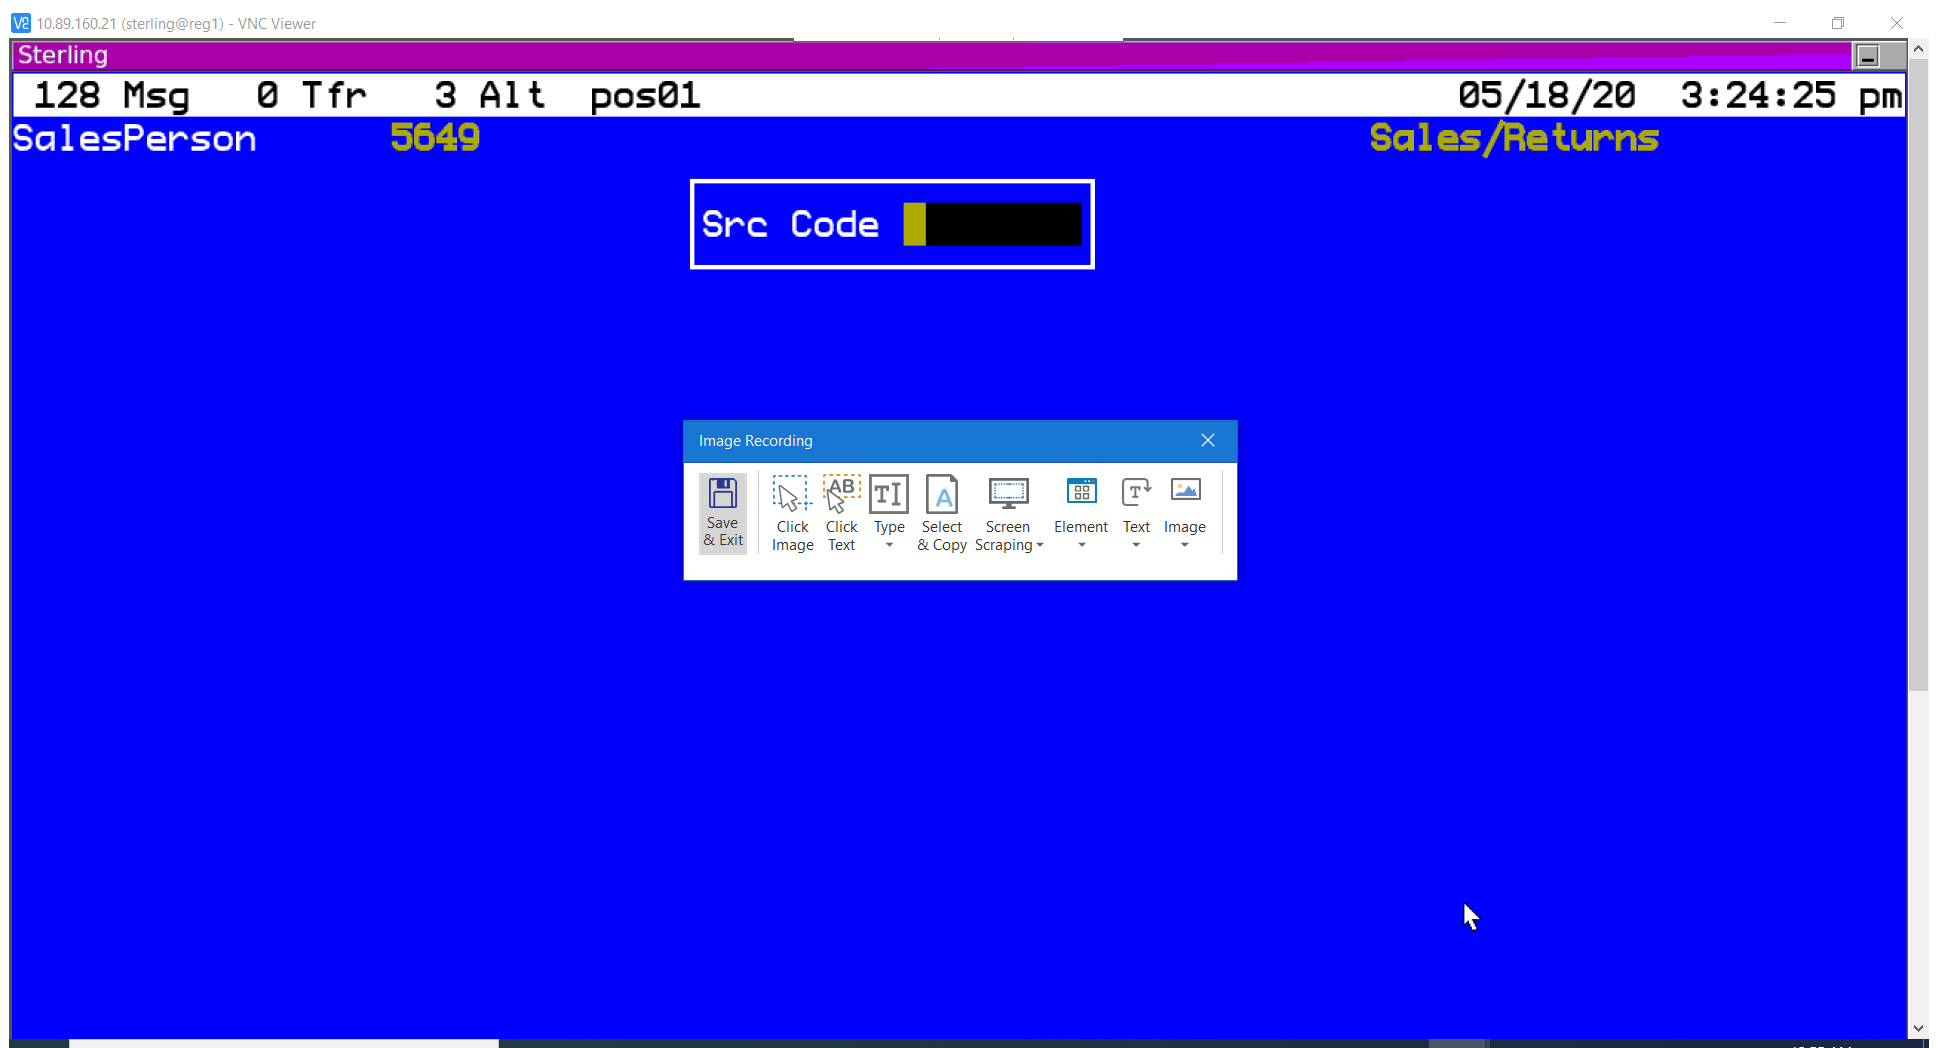 10.89.160.21 (sterling@reg1) - VNC Viewer
Sterling
128 Msg 0 Tfr 3 Alt pos01 05/18/20 3:24:25 pm
SalesPerson 5649 Sales/Returns
Src Code
Image Recording
Save & Exit
Click Image
Click Text
Type
Select & Copy
Screen Scraping
Element
Text
Image